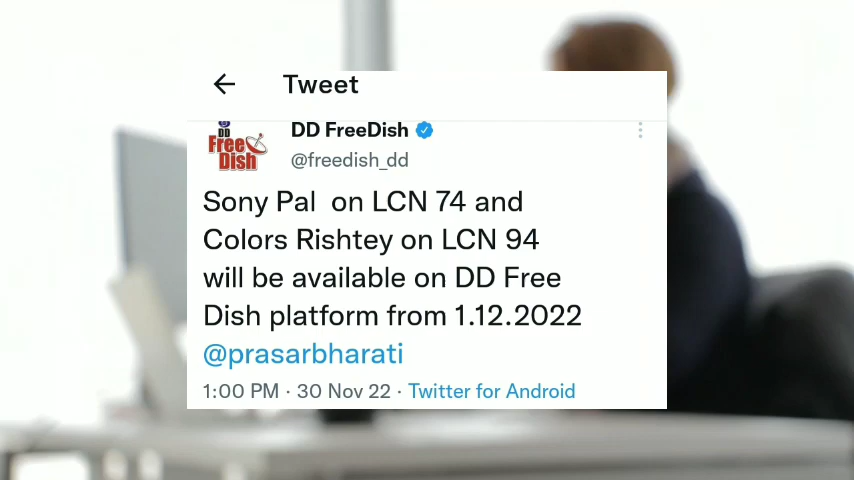 Tweet
DD
Free
Dish
DD FreeDish
@freedish_dd
Sony Pal on LCN 74 and
Colors Rishtey on LCN 94
will be available on DD Free
Dish platform from 1.12.2022
@prasarbharati
1:00 PM · 30 Nov 22 · Twitter for Android